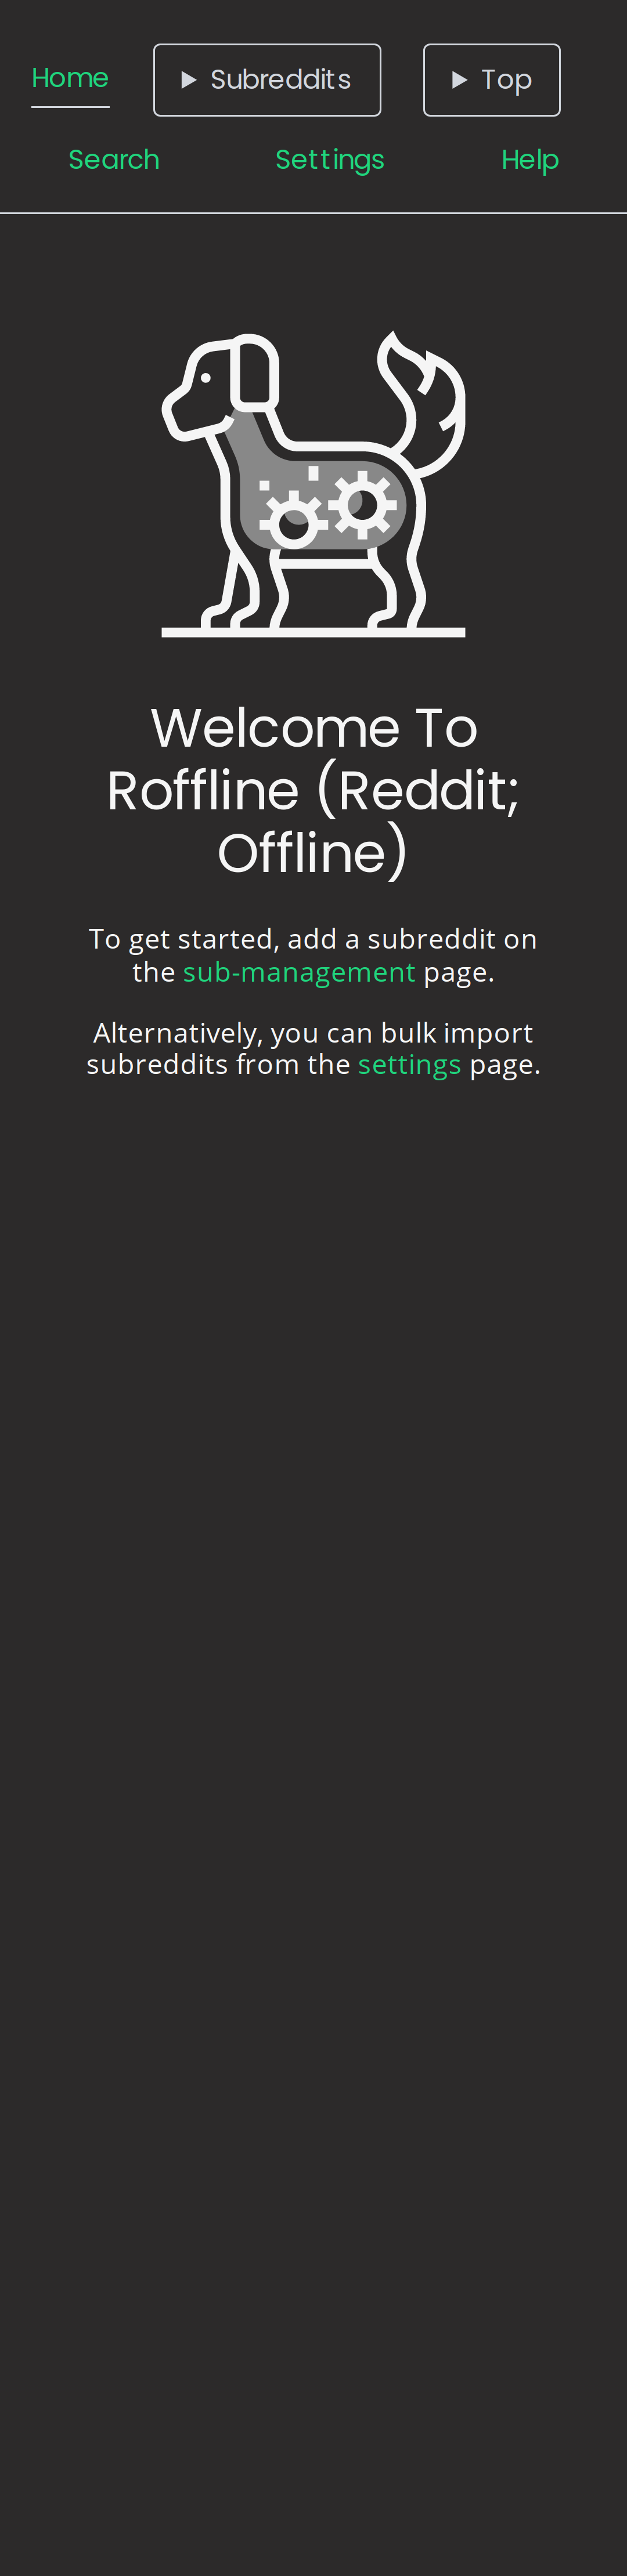 Home
Subreddits
Top
Search
Settings
Help
Welcome To
Roffline (Reddit;
Offline)
To get started, add a subreddit on
the sub-management page.
Alternatively, you can bulk import
subreddits from the settings page.